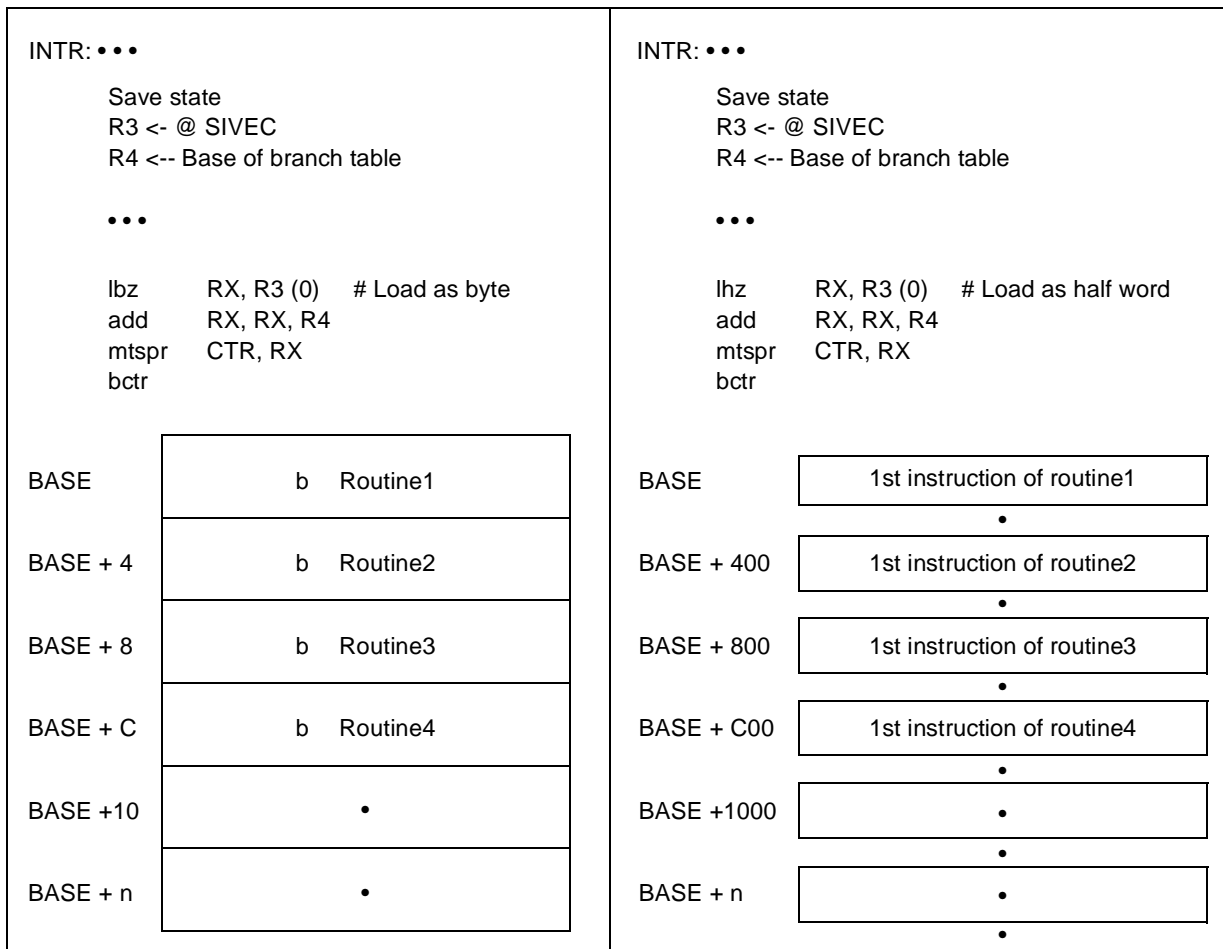 INTR: • • •
Save state
R3 <- @ SIVEC
R4 <-- Base of branch table
• • •
lbz RX, R3 (0) # Load as byte
add RX, RX, R4
mtspr CTR, RX
bctr
BASE b Routine1
BASE + 4 b Routine2
BASE + 8 b Routine3
BASE + C b Routine4
BASE +10 •
BASE + n •
INTR: • • •
Save state
R3 <- @ SIVEC
R4 <-- Base of branch table
• • •
lhz RX, R3 (0) # Load as half word
add RX, RX, R4
mtspr CTR, RX
bctr
BASE 1st instruction of routine1
•
BASE + 400 1st instruction of routine2
•
BASE + 800 1st instruction of routine3
•
BASE + C00 1st instruction of routine4
•
BASE +1000 •
•
BASE + n •
•